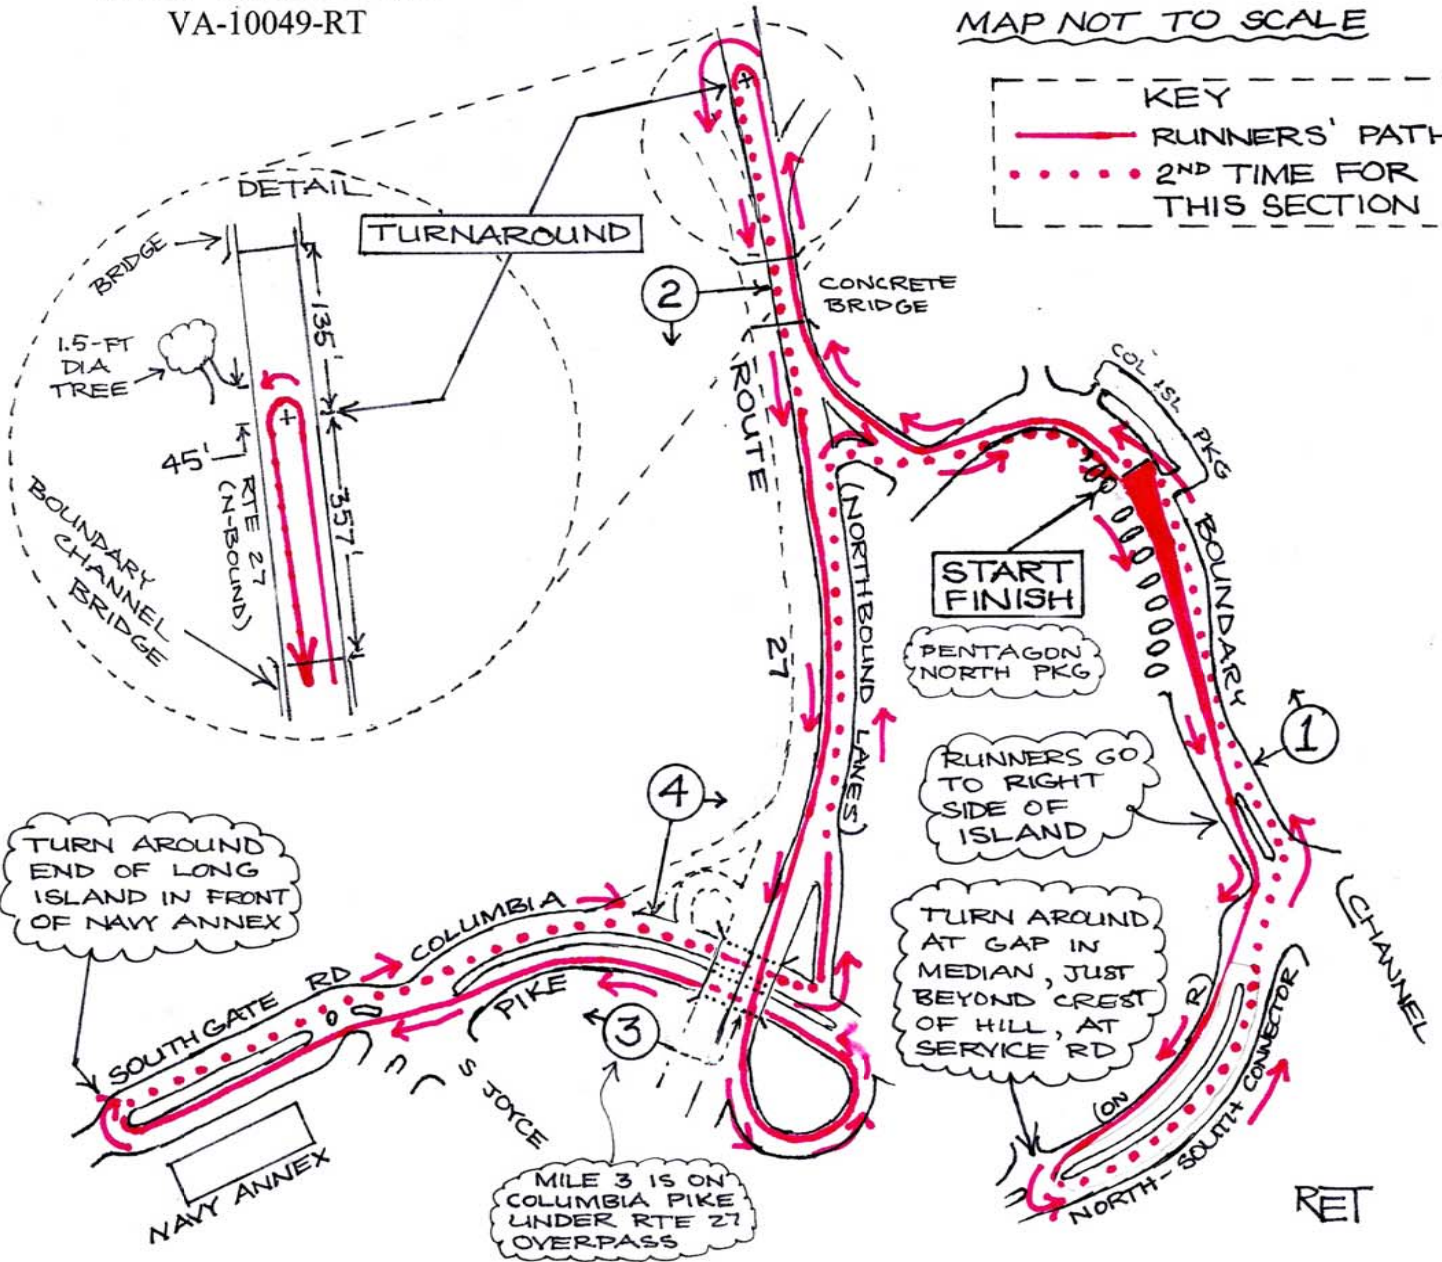 VA-10049-RT
MAP NOT TO SCALE
KEY
RUNNERS' PATH
2ND TIME FOR
THIS SECTION
DETAIL
TURNAROUND
BRIDGE
135'
1.5-FT
DIA
TREE
45'
357'
RTE 27
(N-BOUND)
BOUNDARY
CHANNEL
BRIDGE
2
CONCRETE
BRIDGE
ROUTE
27
COL ISL PKG
(NORTHBOUND LANES)
START
FINISH
PENTAGON
NORTH PKG
BOUNDARY
CHANNEL
1
RUNNERS GO
TO RIGHT
SIDE OF
ISLAND
4
TURN AROUND
END OF LONG
ISLAND IN FRONT
OF NAVY ANNEX
COLUMBIA
PIKE
SOUTHGATE RD
3
S JOYCE
NAVY ANNEX
MILE 3 IS ON
COLUMBIA PIKE
UNDER RTE 27
OVERPASS
TURN AROUND
AT GAP IN
MEDIAN, JUST
BEYOND CREST
OF HILL, AT
SERVICE RD
(ON R)
NORTH-SOUTH CONNECTOR)
RET